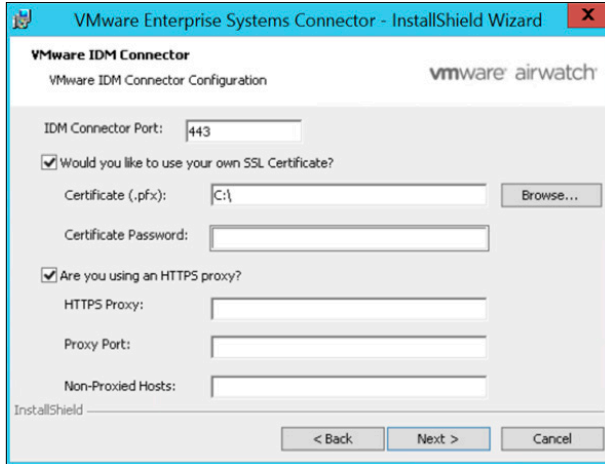 VMware Enterprise Systems Connector - InstallShield Wizard X
VMware IDM Connector
VMware IDM Connector Configuration
vmware airwatch
IDM Connector Port: 443
Would you like to use your own SSL Certificate?
Certificate (.pfx): C:\ Browse...
Certificate Password:
Are you using an HTTPS proxy?
HTTPS Proxy:
Proxy Port:
Non-Proxied Hosts:
InstallShield
< Back Next > Cancel